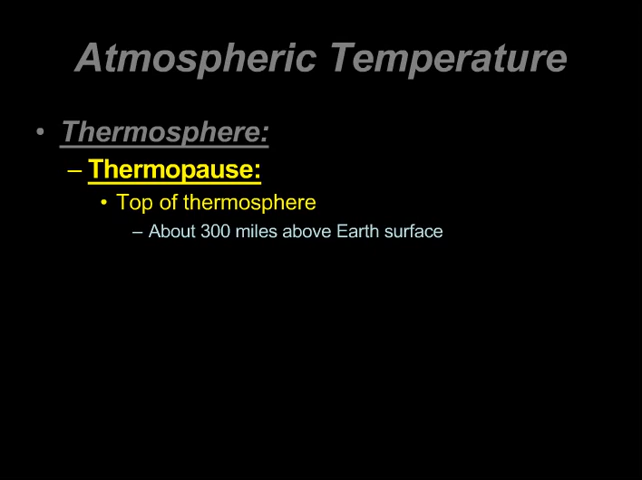 Atmospheric Temperature
• Thermosphere:
– Thermopause:
• Top of thermosphere
– About 300 miles above Earth surface